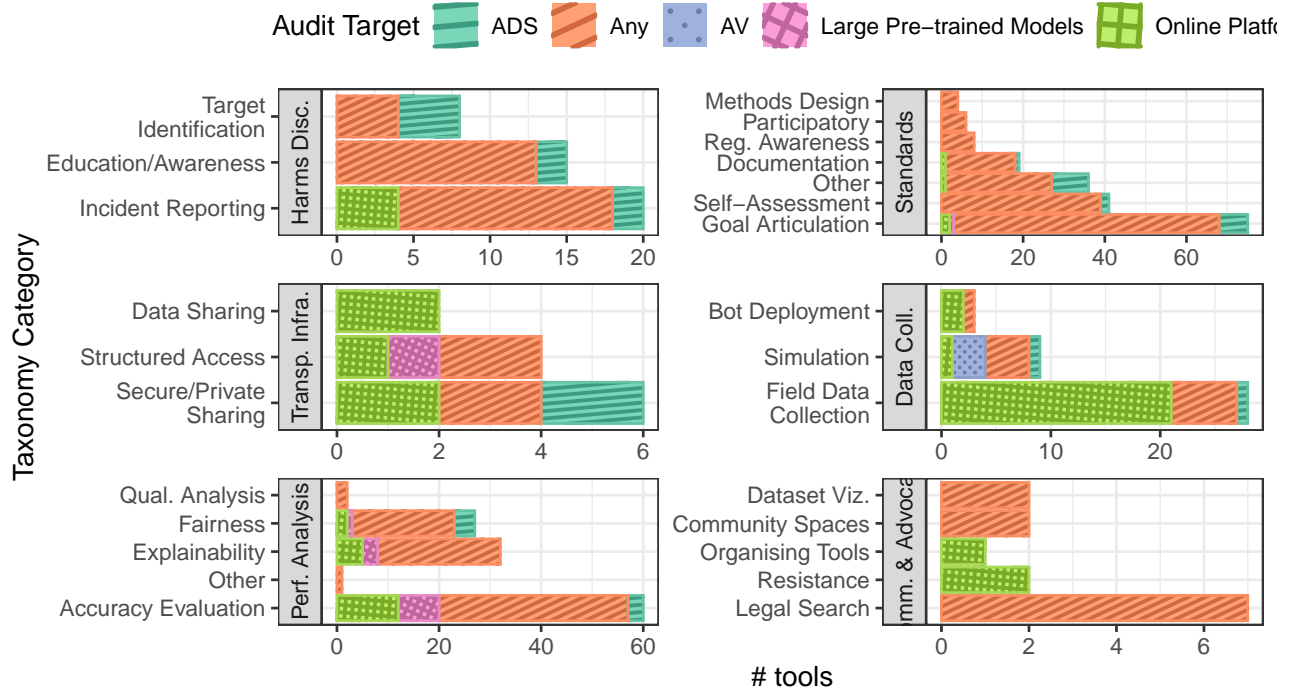 Audit Target ADS Any AV Large Pre−trained Models Online Platfo
Taxonomy Category
Harms Disc.
Target
Identification
Education/Awareness
Incident Reporting
0 5 10 15 20
Standards
Methods Design
Participatory
Reg. Awareness
Documentation
Other
Self−Assessment
Goal Articulation
0 20 40 60
Transp. Infra.
Data Sharing
Structured Access
Secure/Private
Sharing
0 2 4 6
Data Coll.
Bot Deployment
Simulation
Field Data
Collection
0 10 20
Perf. Analysis
Qual. Analysis
Fairness
Explainability
Other
Accuracy Evaluation
0 20 40 60
omm. & Advoca
Dataset Viz.
Community Spaces
Organising Tools
Resistance
Legal Search
0 2 4 6
# tools